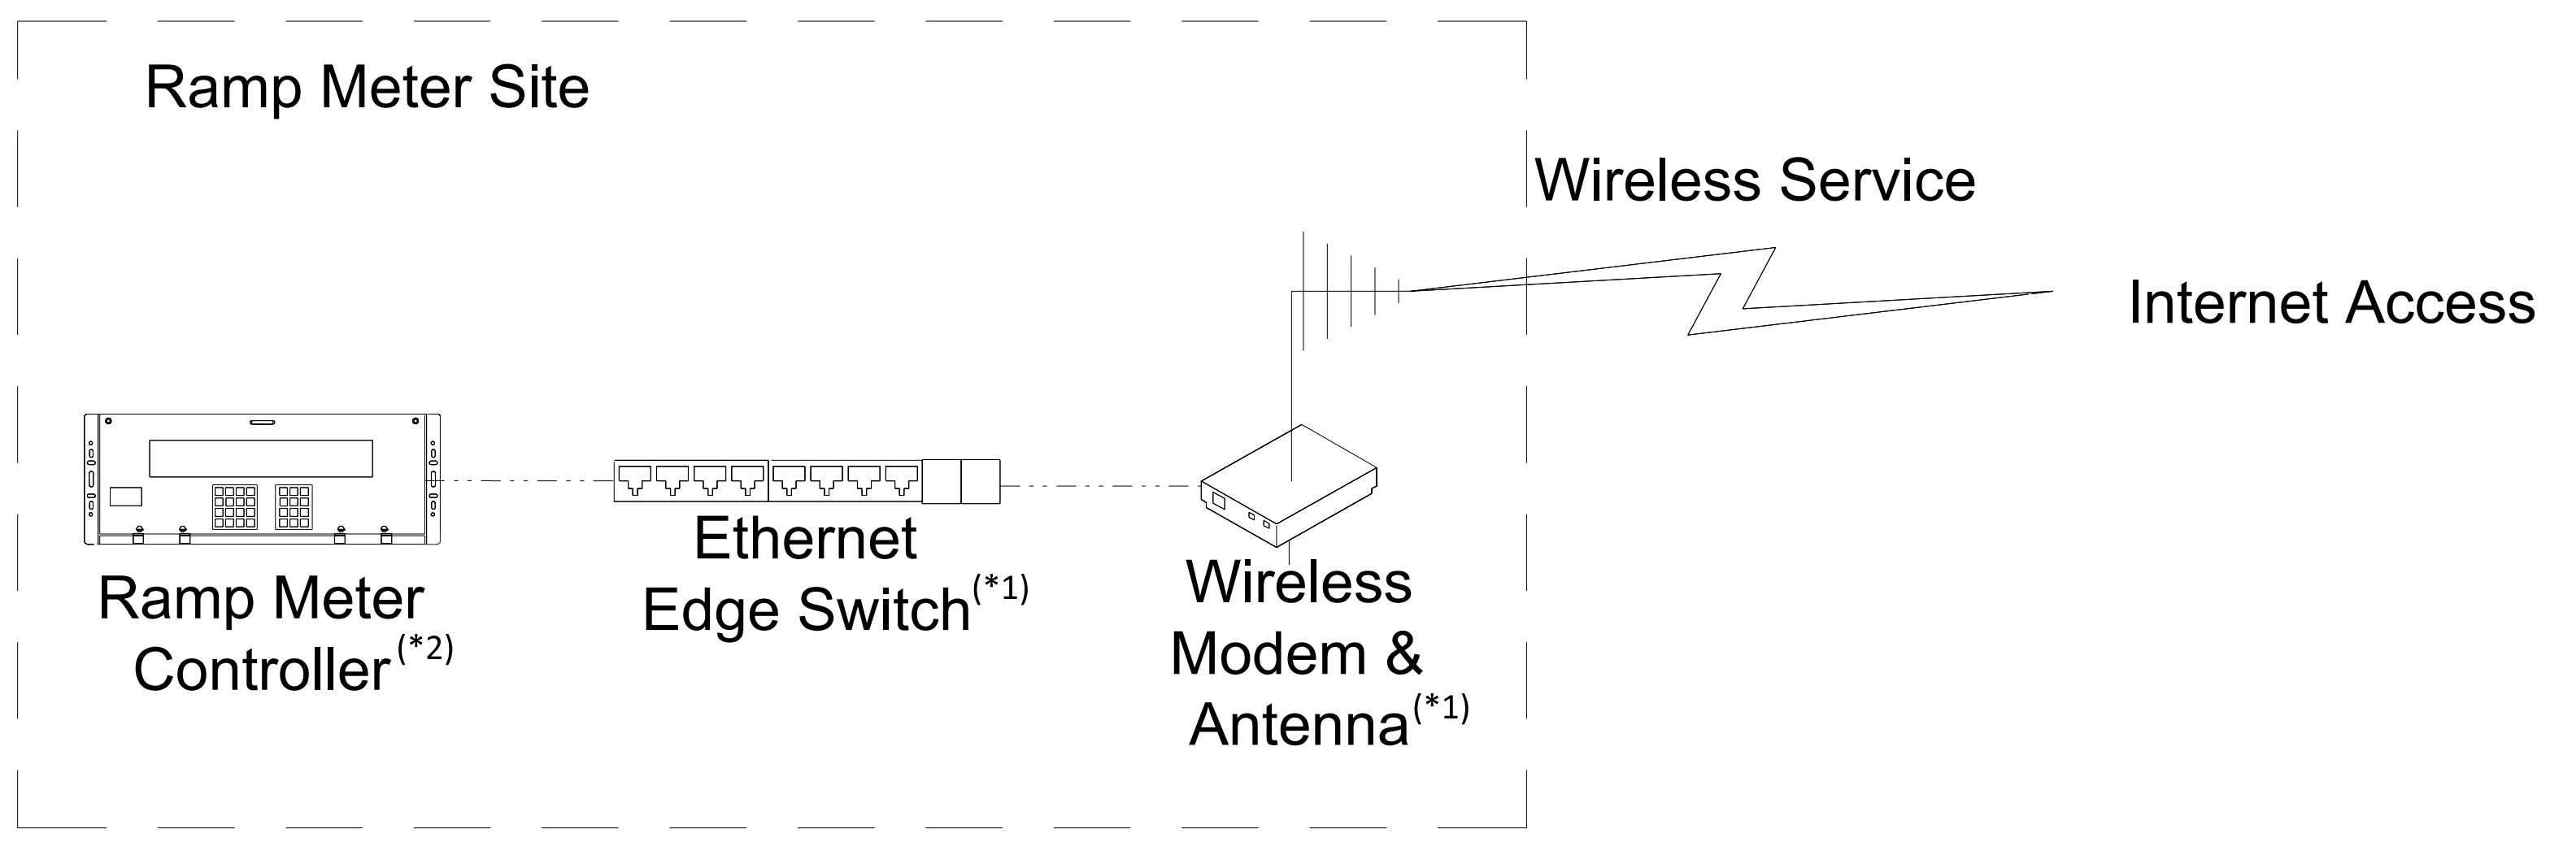 Ramp Meter Site
Wireless Service
Internet Access
Ramp Meter
Controller(*2)
Ethernet
Edge Switch(*1)
Wireless
Modem &
Antenna(*1)